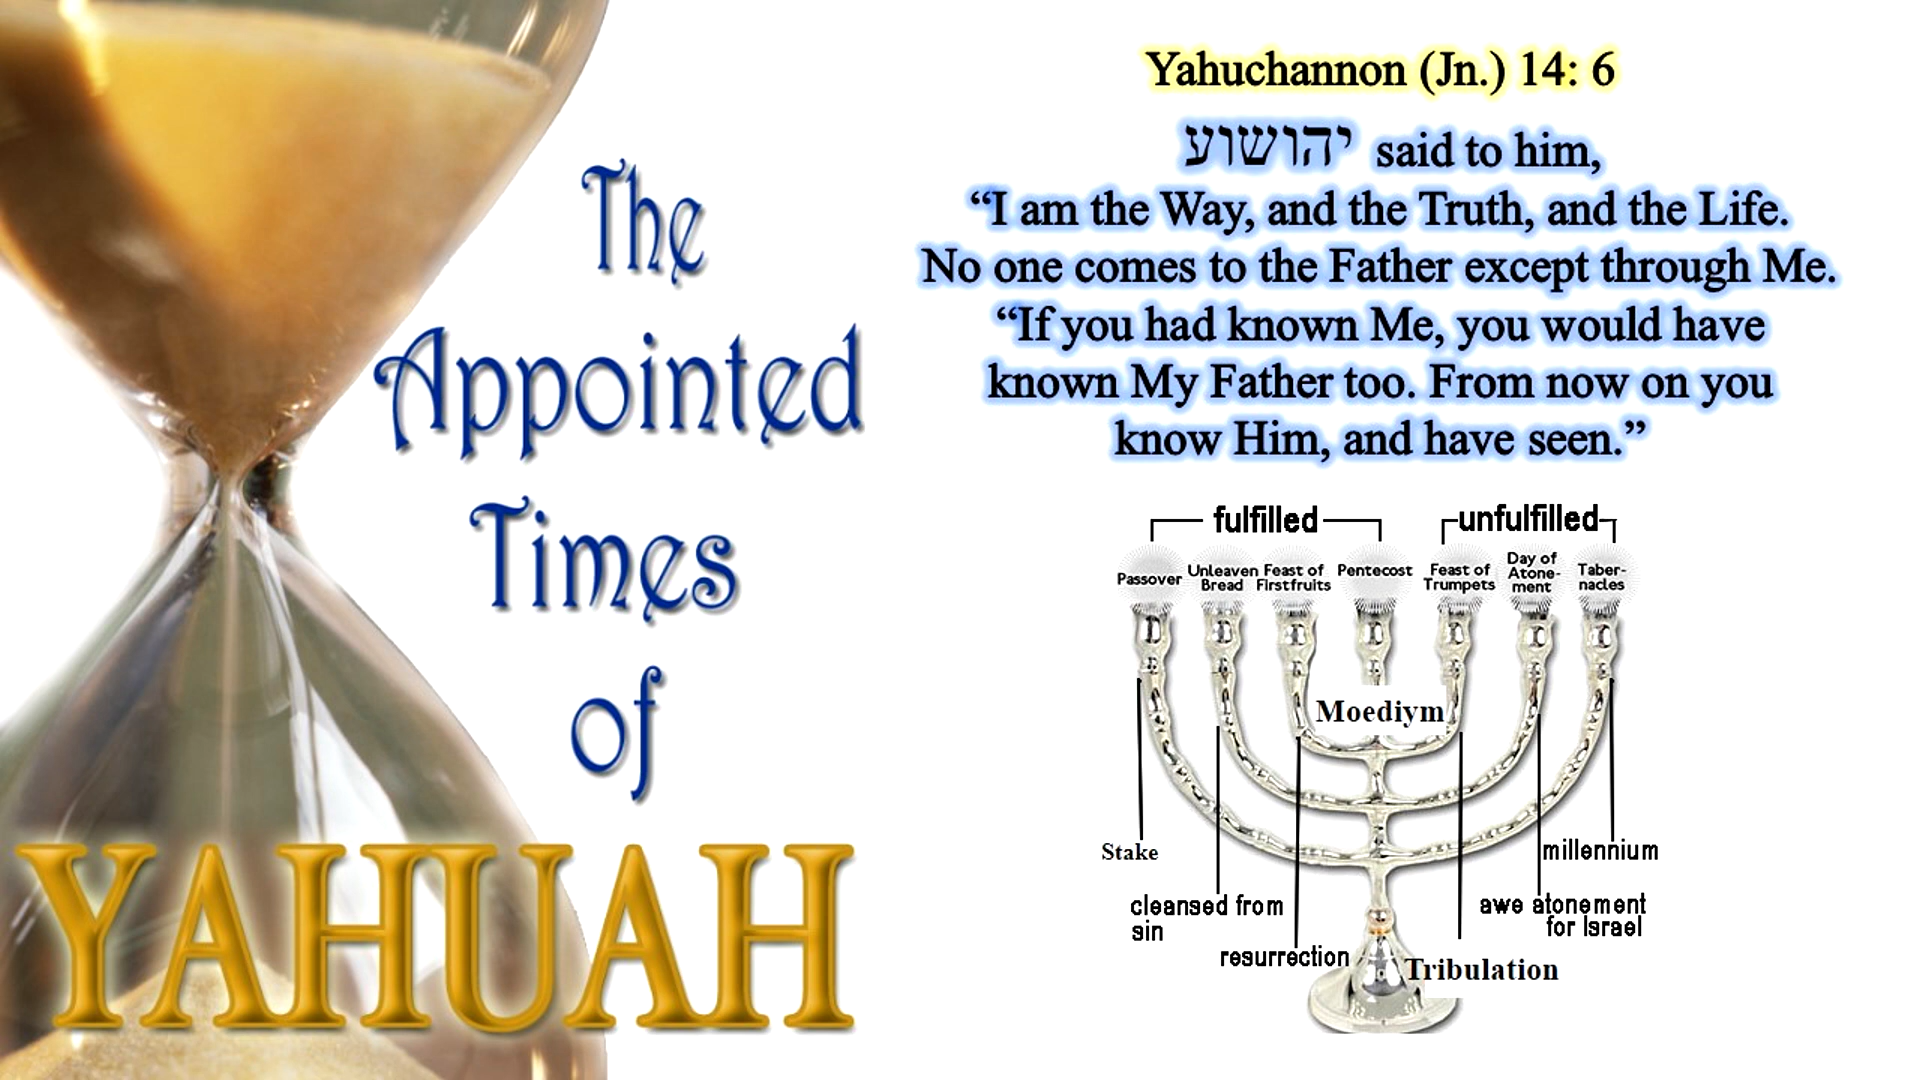 The
Appointed
Times
of
YAHUAH
Yahuchannon (Jn.) 14: 6
יהושוע said to him,
“I am the Way, and the Truth, and the Life.
No one comes to the Father except through Me.
“If you had known Me, you would have
known My Father too. From now on you
know Him, and have seen.”
fulfilled
unfulfilled
Passover
Unleaven
Bread
Feast of
Firstfruits
Pentecost
Feast of
Trumpets
Day of
Atone-
ment
Taber-
nacles
Moediym
Stake
cleansed from
sin
resurrection
Tribulation
awe atonement
for Israel
millennium